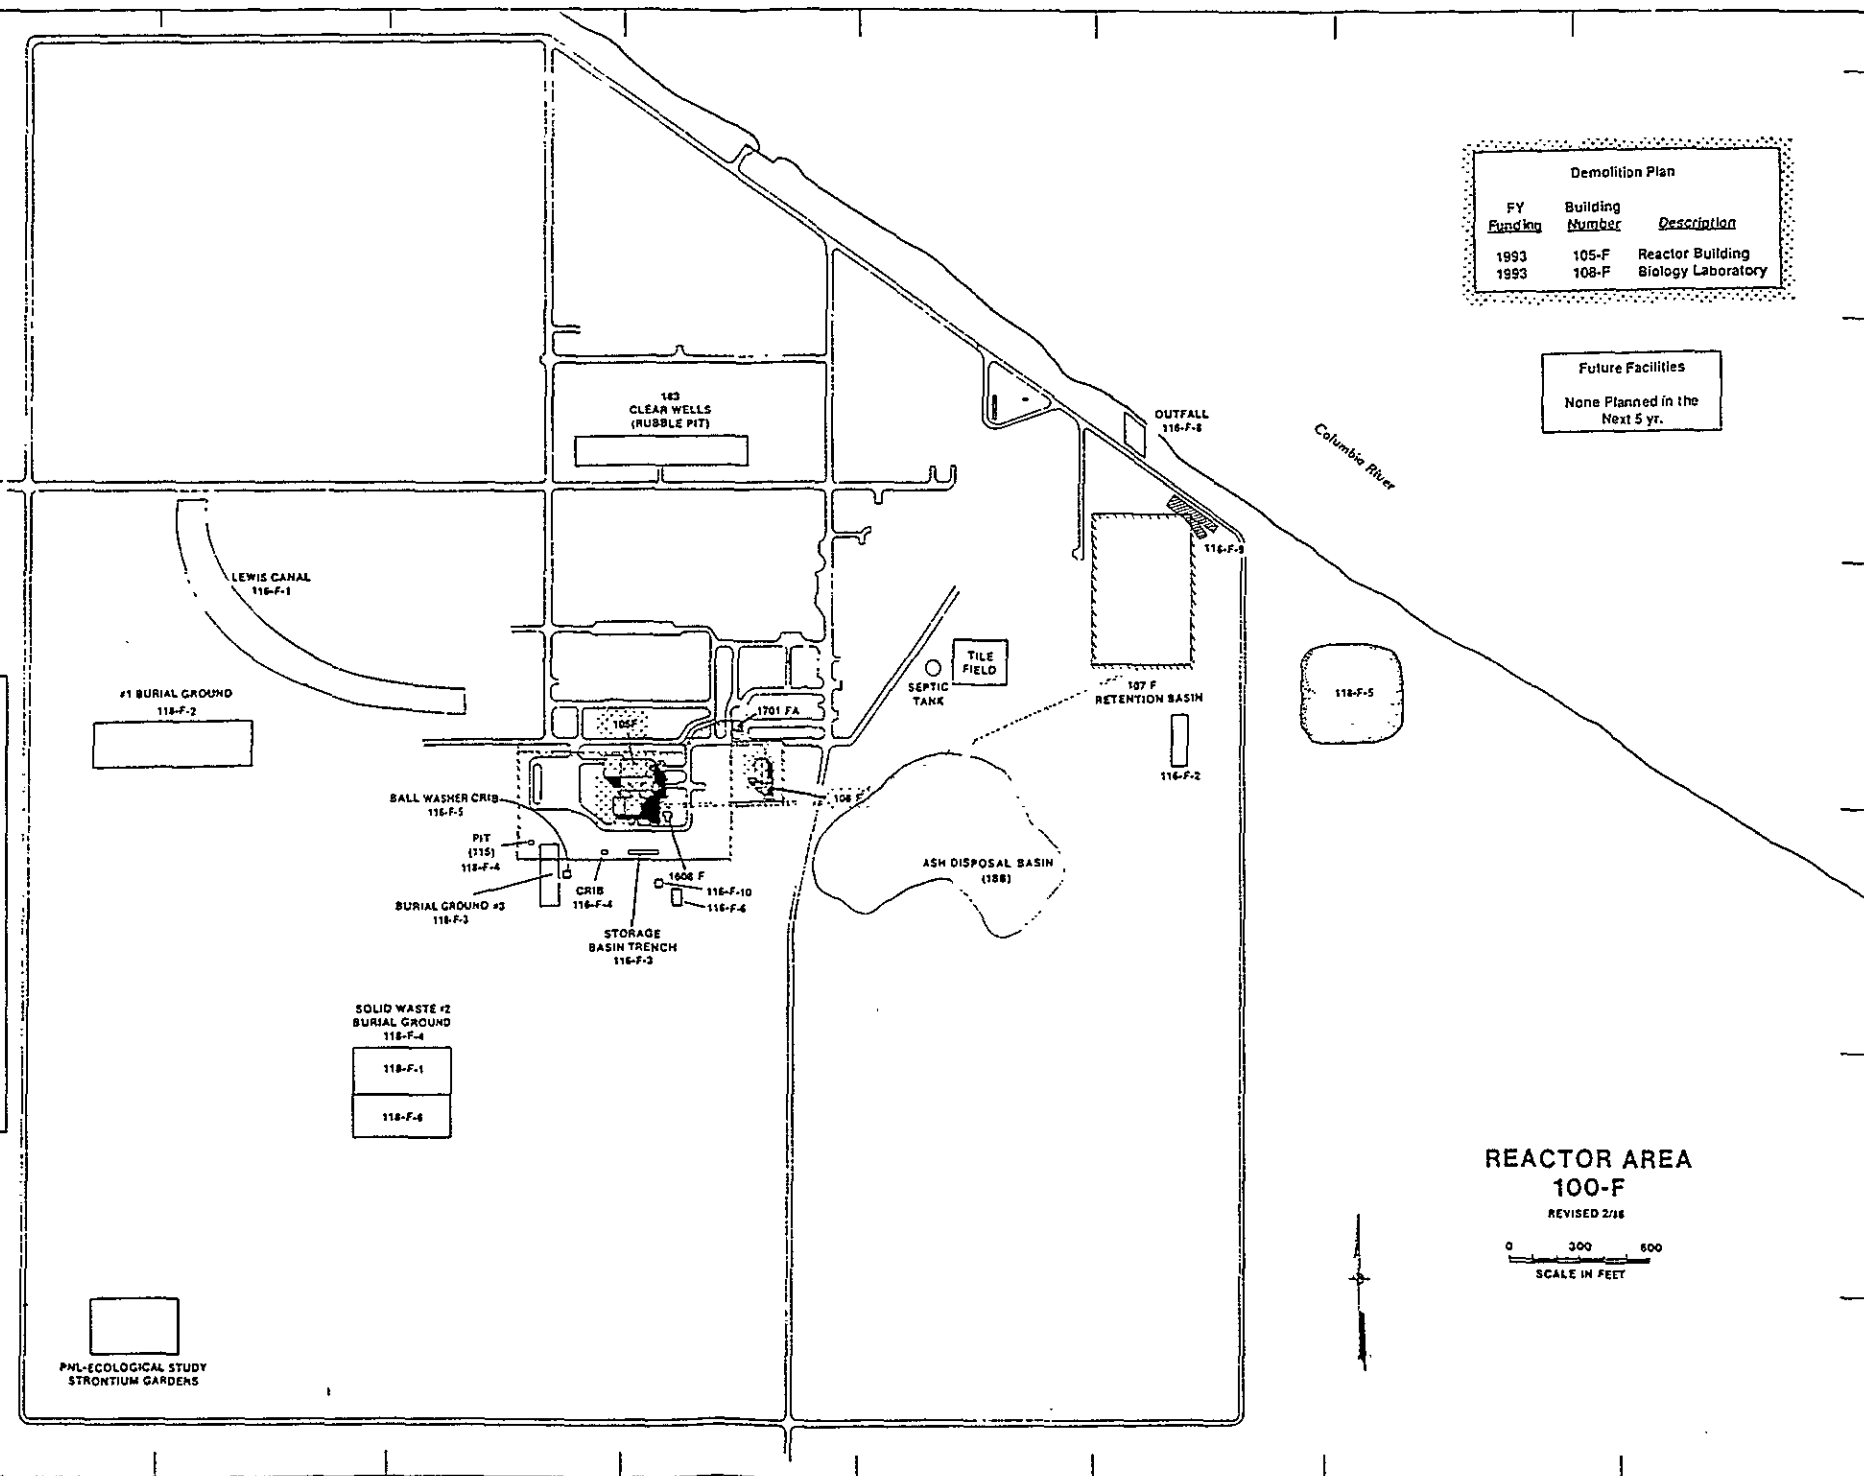 Demolition Plan
FY Building
Funding Number Description
1993 105-F Reactor Building
1993 108-F Biology Laboratory
Future Facilities
None Planned in the
Next 5 yr.
183
CLEAR WELLS
(RUBBLE PIT)
OUTFALL
116-F-8
Columbia River
116-F-9
LEWIS CANAL
116-F-1
TILE
FIELD
SEPTIC
TANK
107 F
RETENTION BASIN
118-F-5
#1 BURIAL GROUND
118-F-2
1701 FA
105F
116-F-2
BALL WASHER CRIB
116-F-5
108 F
PIT
(115)
118-F-4
ASH DISPOSAL BASIN
(188)
1608 F
CRIB
116-F-4
116-F-10
116-F-6
BURIAL GROUND #3
118-F-3
STORAGE
BASIN TRENCH
116-F-3
SOLID WASTE #2
BURIAL GROUND
118-F-4
118-F-1
118-F-6
REACTOR AREA
100-F
REVISED
0 300 600
SCALE IN FEET
PNL-ECOLOGICAL STUDY
STRONTIUM GARDENS